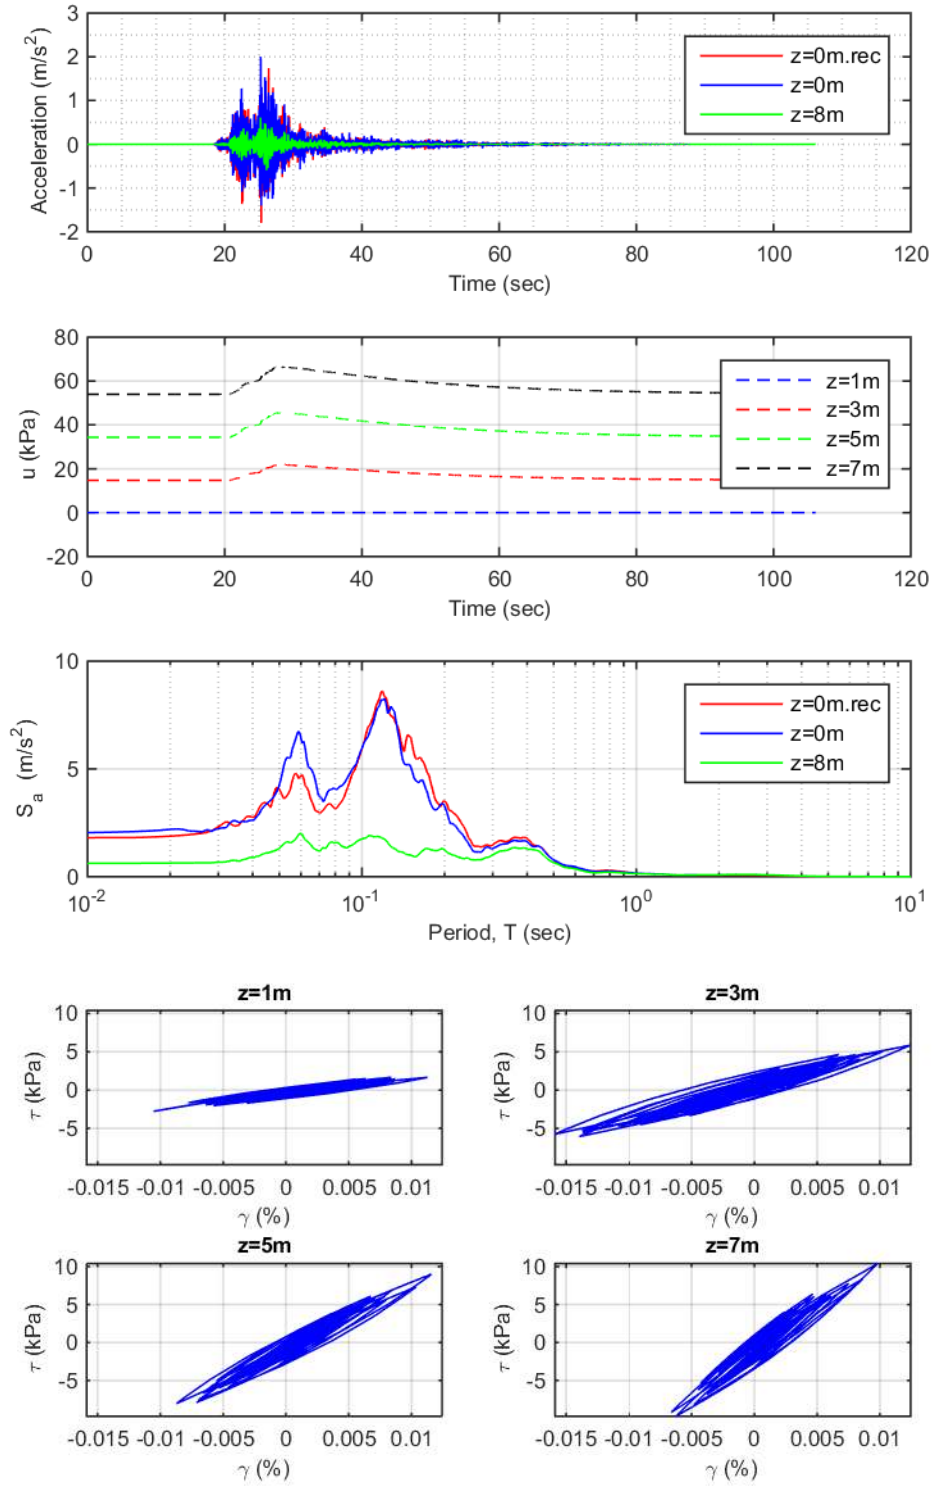 3
2
1
0
-1
-2
Acceleration (m/s²)
z=0m.rec
z=0m
z=8m
0 20 40 60 80 100 120
Time (sec)
80
60
40
20
0
-20
u (kPa)
z=1m
z=3m
z=5m
z=7m
0 20 40 60 80 100 120
Time (sec)
10
5
0
Sₐ (m/s²)
z=0m.rec
z=0m
z=8m
10⁻² 10⁻¹ 10⁰ 10¹
Period, T (sec)
z=1m
10
5
0
-5
τ (kPa)
-0.015 -0.01 -0.005 0 0.005 0.01
γ (%)
z=3m
10
5
0
-5
τ (kPa)
-0.015 -0.01 -0.005 0 0.005 0.01
γ (%)
z=5m
10
5
0
-5
τ (kPa)
-0.015 -0.01 -0.005 0 0.005 0.01
γ (%)
z=7m
10
5
0
-5
τ (kPa)
-0.015 -0.01 -0.005 0 0.005 0.01
γ (%)